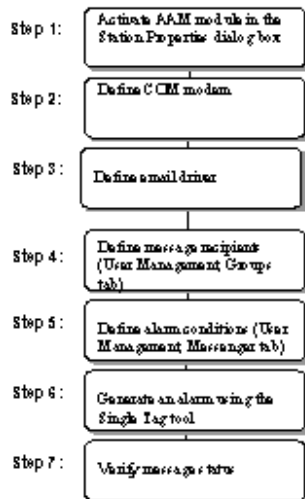 Step 1:
Activate AAM module in the
Station Properties dialog box
Step 2:
Define COM modem
Step 3:
Define email driver
Step 4:
Define message recipients
(User Management, Groups
tab)
Step 5:
Define alarm conditions (User
Management, Messenger tab)
Step 6:
Generate an alarm using the
Single Tag tool
Step 7:
Verify messages status